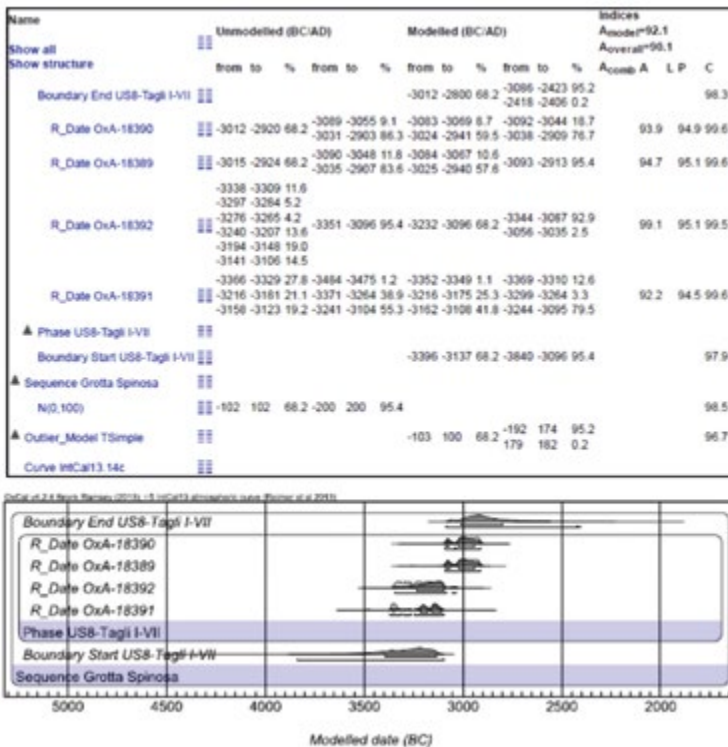 Name Unmodelled (BC/AD) Modelled (BC/AD) Indices
Amodel=92.1
Show all Aoverall=90.1
Show structure from to % from to % from to % from to % Acomb A L P C
Boundary End US8-Tagli I-VII -3012 -2800 68.2 -3086 -2423 95.2 98.3
-2418 -2406 0.2
R_Date OxA-18390 -3012 -2920 68.2 -3089 -3055 9.1 -3083 -3069 8.7 -3092 -3044 18.7 93.9 94.9 99.6
-3031 -2903 86.3 -3024 -2941 59.5 -3038 -2909 76.7
R_Date OxA-18389 -3015 -2924 68.2 -3090 -3048 11.8 -3084 -3067 10.6 -3093 -2913 95.4 94.7 95.1 99.6
-3035 -2907 83.6 -3025 -2940 57.6
-3338 -3309 11.6
-3297 -3284 5.2
-3276 -3265 4.2
R_Date OxA-18392 -3240 -3207 13.6 -3351 -3096 95.4 -3232 -3096 68.2 -3344 -3087 92.9 99.1 95.1 99.5
-3056 -3035 2.5
-3194 -3148 19.0
-3141 -3106 14.5
-3366 -3329 27.8 -3484 -3475 1.2 -3352 -3349 1.1 -3369 -3310 12.6
R_Date OxA-18391 -3216 -3181 21.1 -3371 -3264 38.9 -3216 -3175 25.3 -3299 -3264 3.3 92.2 94.5 99.6
-3158 -3123 19.2 -3241 -3104 55.3 -3162 -3108 41.8 -3244 -3095 79.5
Phase US8-Tagli I-VII
Boundary Start US8-Tagli I-VII -3396 -3137 68.2 -3840 -3096 95.4 97.9
Sequence Grotta Spinosa
N(0,100) -102 102 68.2 -200 200 95.4 98.5
Outlier_Model TSimple -103 100 68.2 -192 174 95.2 96.7
179 182 0.2
Curve IntCal13.14c
OxCal v4.2.4 Bronk Ramsey (2013); r:5 IntCal13 atmospheric curve (Reimer et al 2013)
Boundary End US8-Tagli I-VII
R_Date OxA-18390
R_Date OxA-18389
R_Date OxA-18392
R_Date OxA-18391
Phase US8-Tagli I-VII
Boundary Start US8-Tagli I-VII
Sequence Grotta Spinosa
5000 4500 4000 3500 3000 2500 2000
Modelled date (BC)